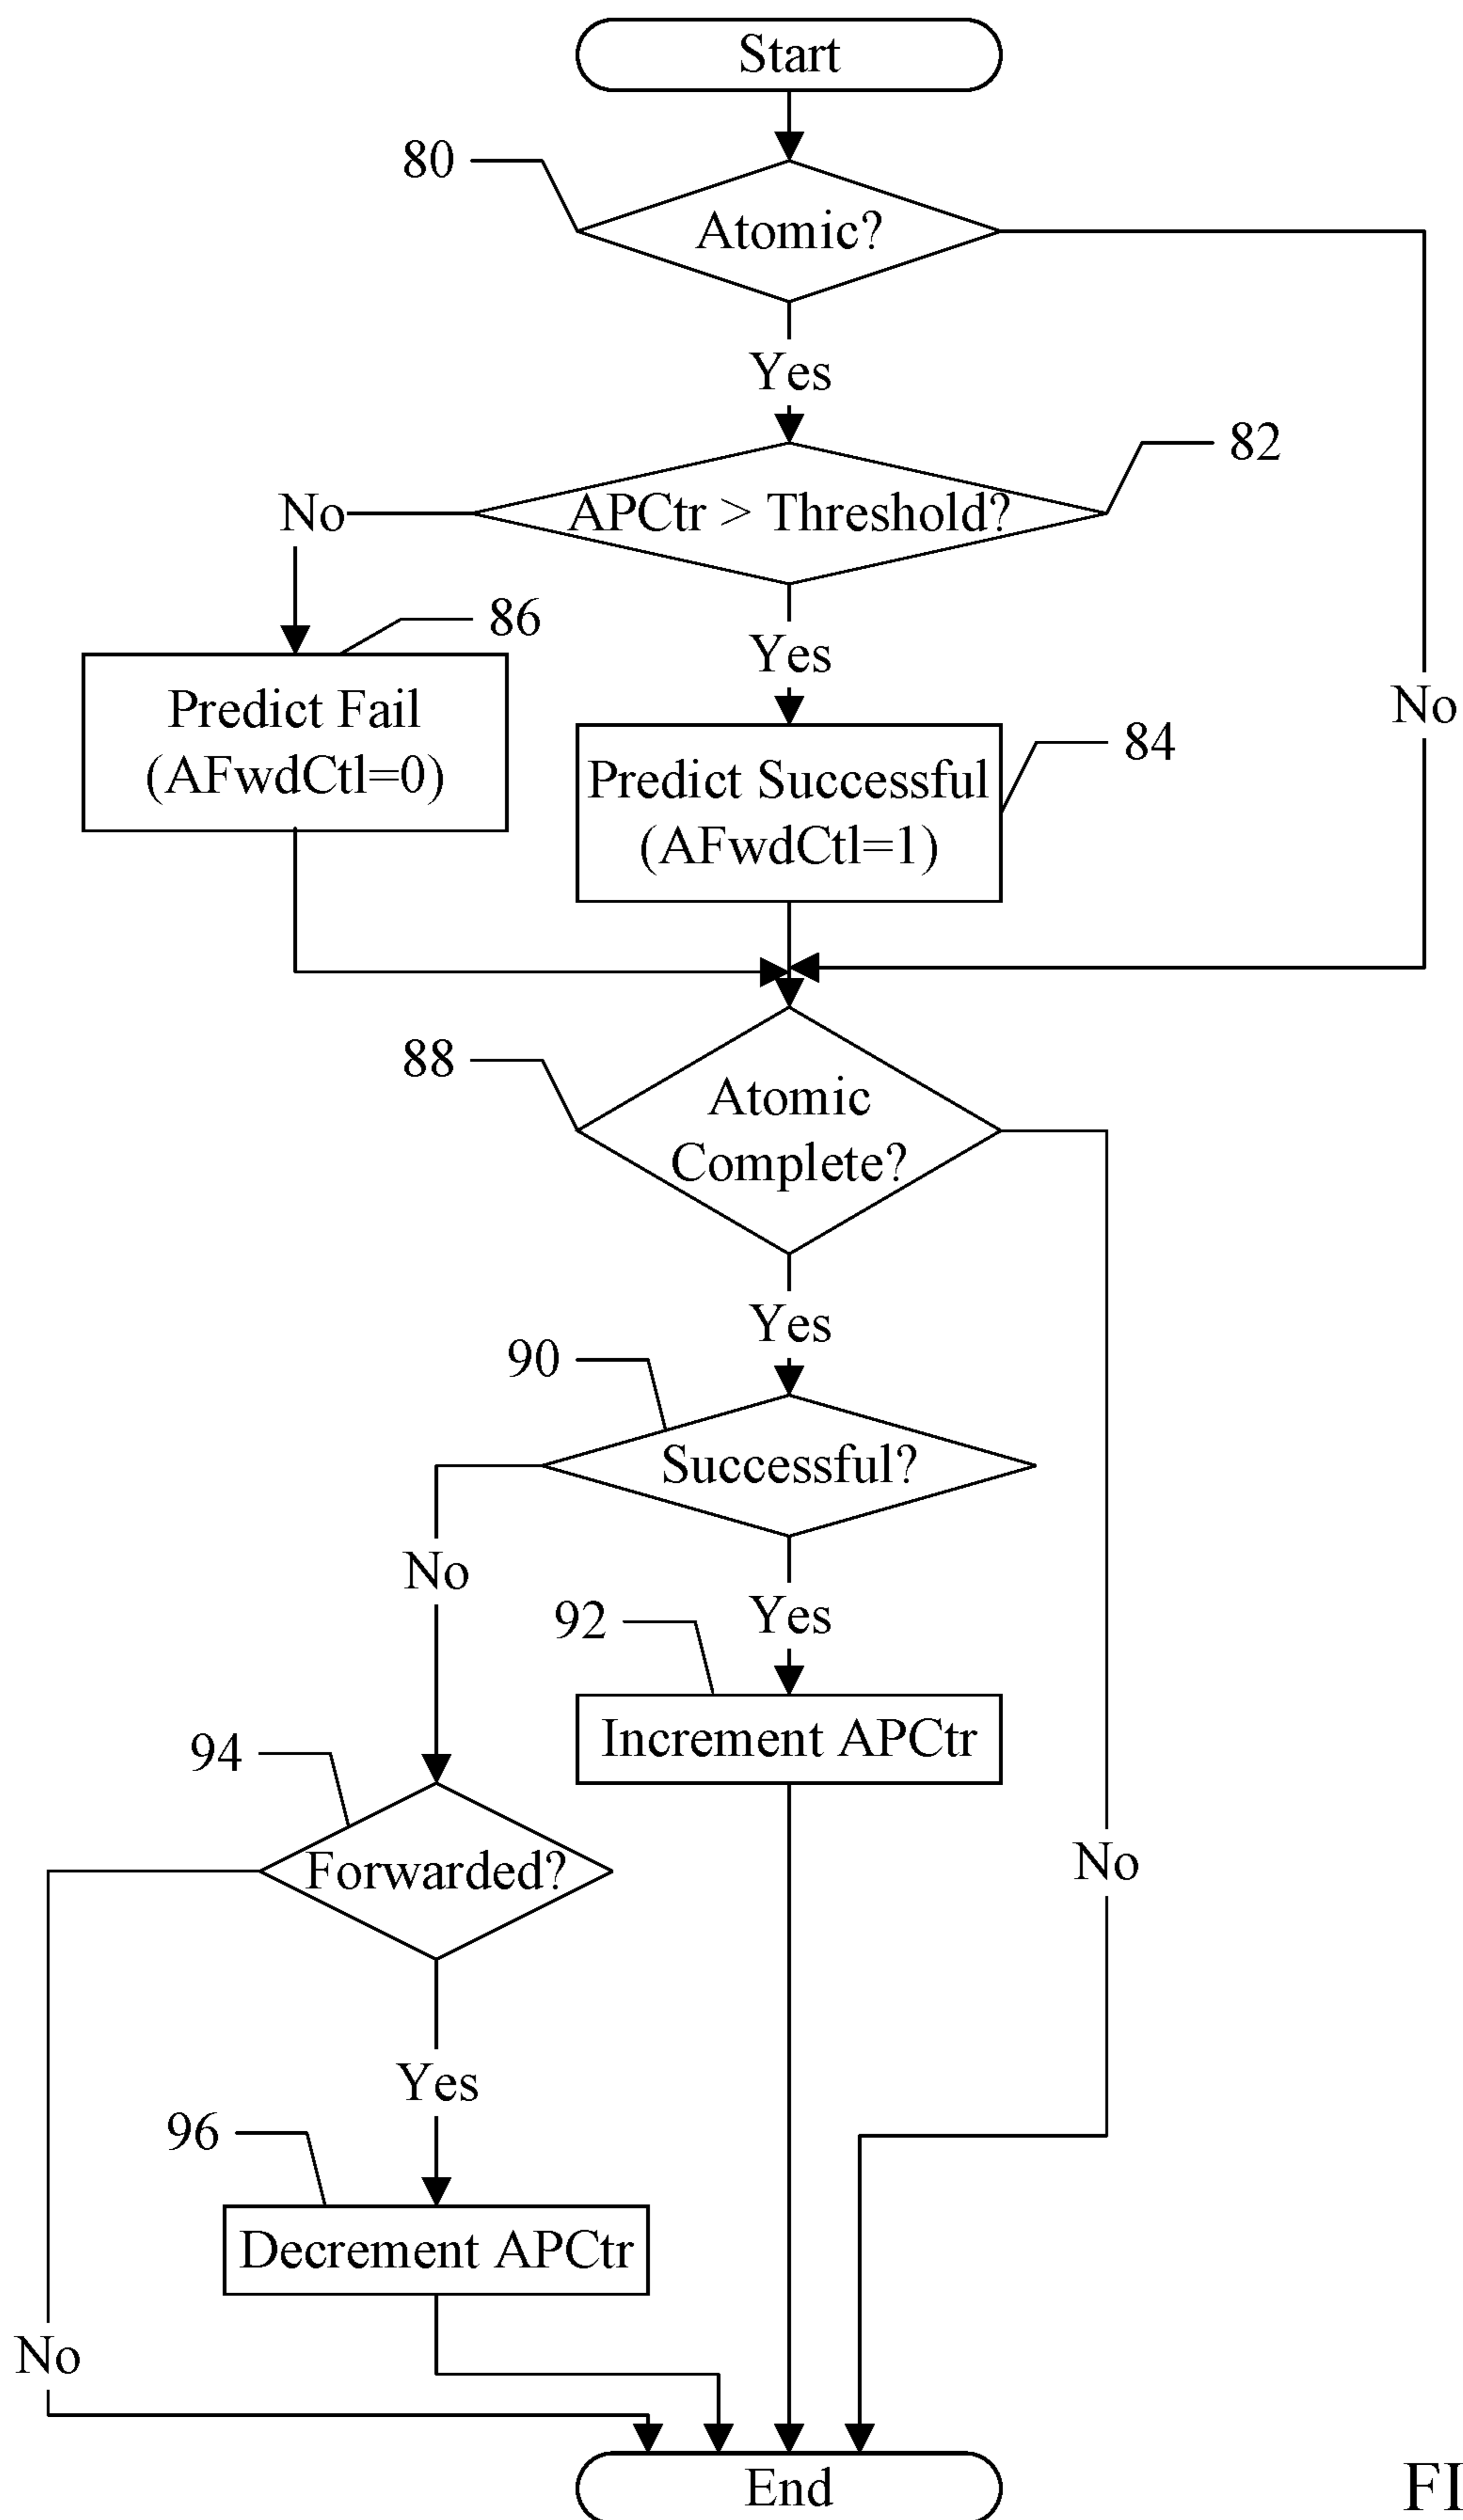 Start
80
Atomic?
Yes
82
No
APCtr > Threshold?
86
Yes
Predict Fail
(AFwdCtl=0)
No
84
Predict Successful
(AFwdCtl=1)
88
Atomic
Complete?
Yes
90
Successful?
No
92
Yes
Increment APCtr
94
Forwarded?
No
Yes
96
Decrement APCtr
No
End
FI